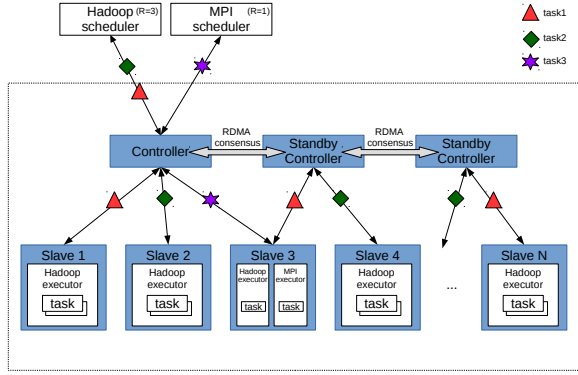 Hadoop (R=3)
scheduler
MPI (R=1)
scheduler
task1
task2
task3
Controller
RDMA
consensus
Standby
Controller
RDMA
consensus
Standby
Controller
Slave 1
Hadoop
executor
task
Slave 2
Hadoop
executor
task
Slave 3
Hadoop
executor
task
MPI
executor
task
Slave 4
Hadoop
executor
task
...
Slave N
Hadoop
executor
task